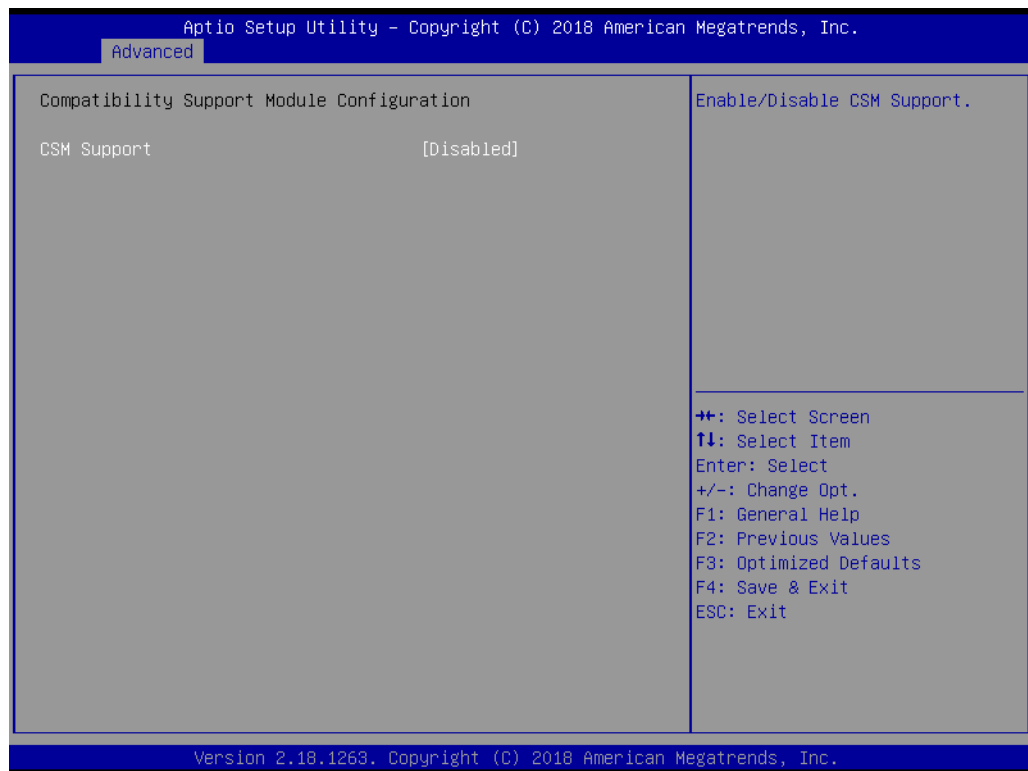 Aptio Setup Utility – Copyright (C) 2018 American Megatrends, Inc.
Advanced
Compatibility Support Module Configuration
CSM Support [Disabled]
Enable/Disable CSM Support.
→←: Select Screen
↑↓: Select Item
Enter: Select
+/-: Change Opt.
F1: General Help
F2: Previous Values
F3: Optimized Defaults
F4: Save & Exit
ESC: Exit
Version 2.18.1263. Copyright (C) 2018 American Megatrends, Inc.